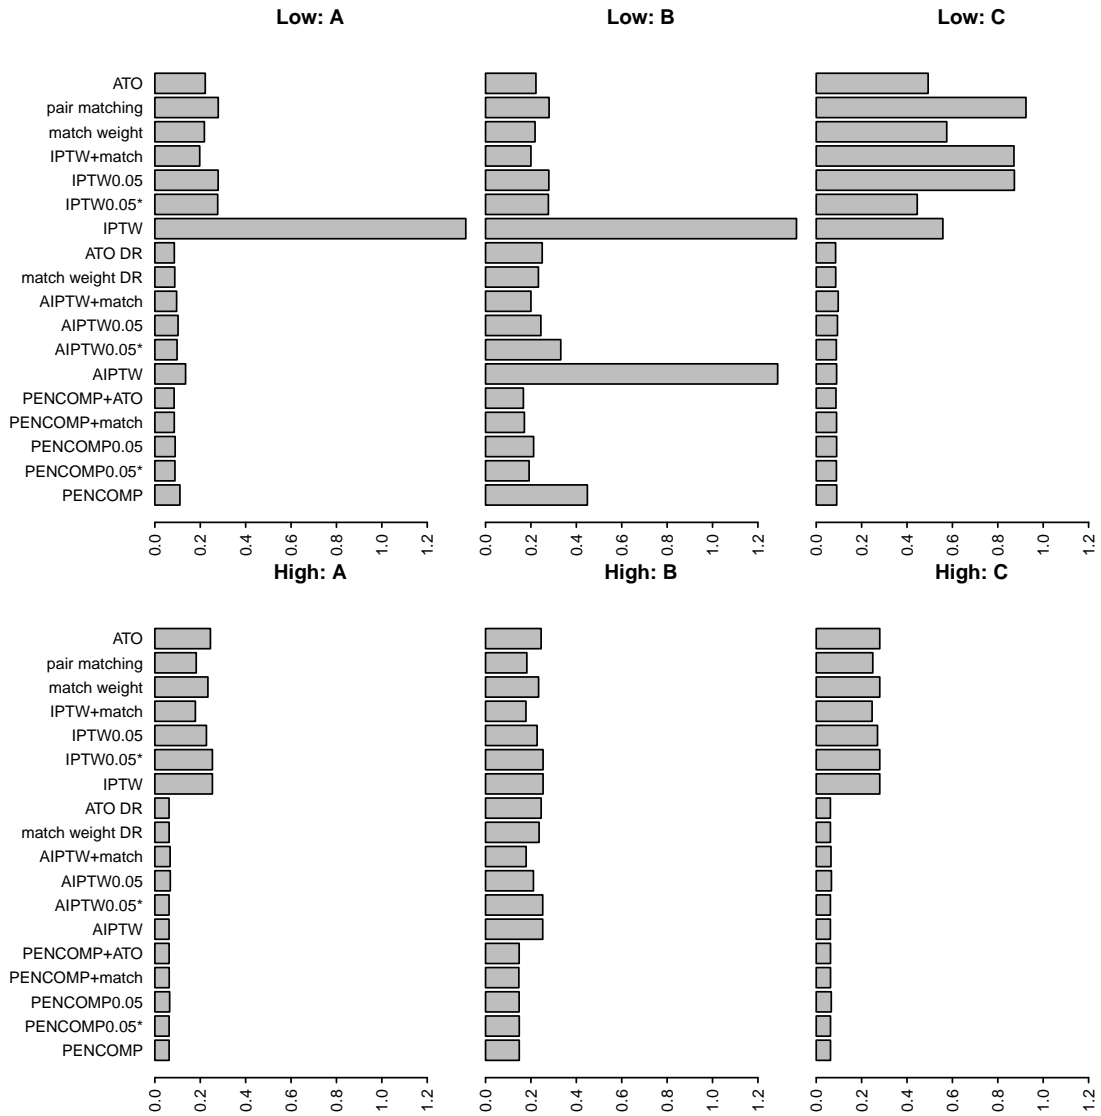 Low: A
Low: B
Low: C
ATO
pair matching
match weight
IPTW+match
IPTW0.05
IPTW0.05*
IPTW
ATO DR
match weight DR
AIPTW+match
AIPTW0.05
AIPTW0.05*
AIPTW
PENCOMP+ATO
PENCOMP+match
PENCOMP0.05
PENCOMP0.05*
PENCOMP
0.0 0.2 0.4 0.6 0.8 1.0 1.2
0.0 0.2 0.4 0.6 0.8 1.0 1.2
0.0 0.2 0.4 0.6 0.8 1.0 1.2
High: A
High: B
High: C
ATO
pair matching
match weight
IPTW+match
IPTW0.05
IPTW0.05*
IPTW
ATO DR
match weight DR
AIPTW+match
AIPTW0.05
AIPTW0.05*
AIPTW
PENCOMP+ATO
PENCOMP+match
PENCOMP0.05
PENCOMP0.05*
PENCOMP
0.0 0.2 0.4 0.6 0.8 1.0 1.2
0.0 0.2 0.4 0.6 0.8 1.0 1.2
0.0 0.2 0.4 0.6 0.8 1.0 1.2